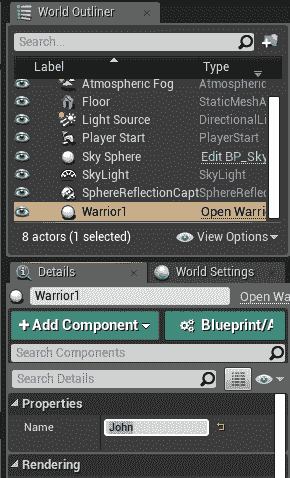 World Outliner
Search...
Label Type
Atmospheric Fog Atmospheric
Floor StaticMeshA
Light Source DirectionalLi
Player Start PlayerStart
Sky Sphere Edit BP_Sky
SkyLight SkyLight
SphereReflectionCapt SphereReflec
Warrior1 Open Warri
8 actors (1 selected) View Options
Details World Settings
Warrior1 Open Wa
+ Add Component Blueprint/A
Search Components
Search Details
Properties
Name John
Rendering